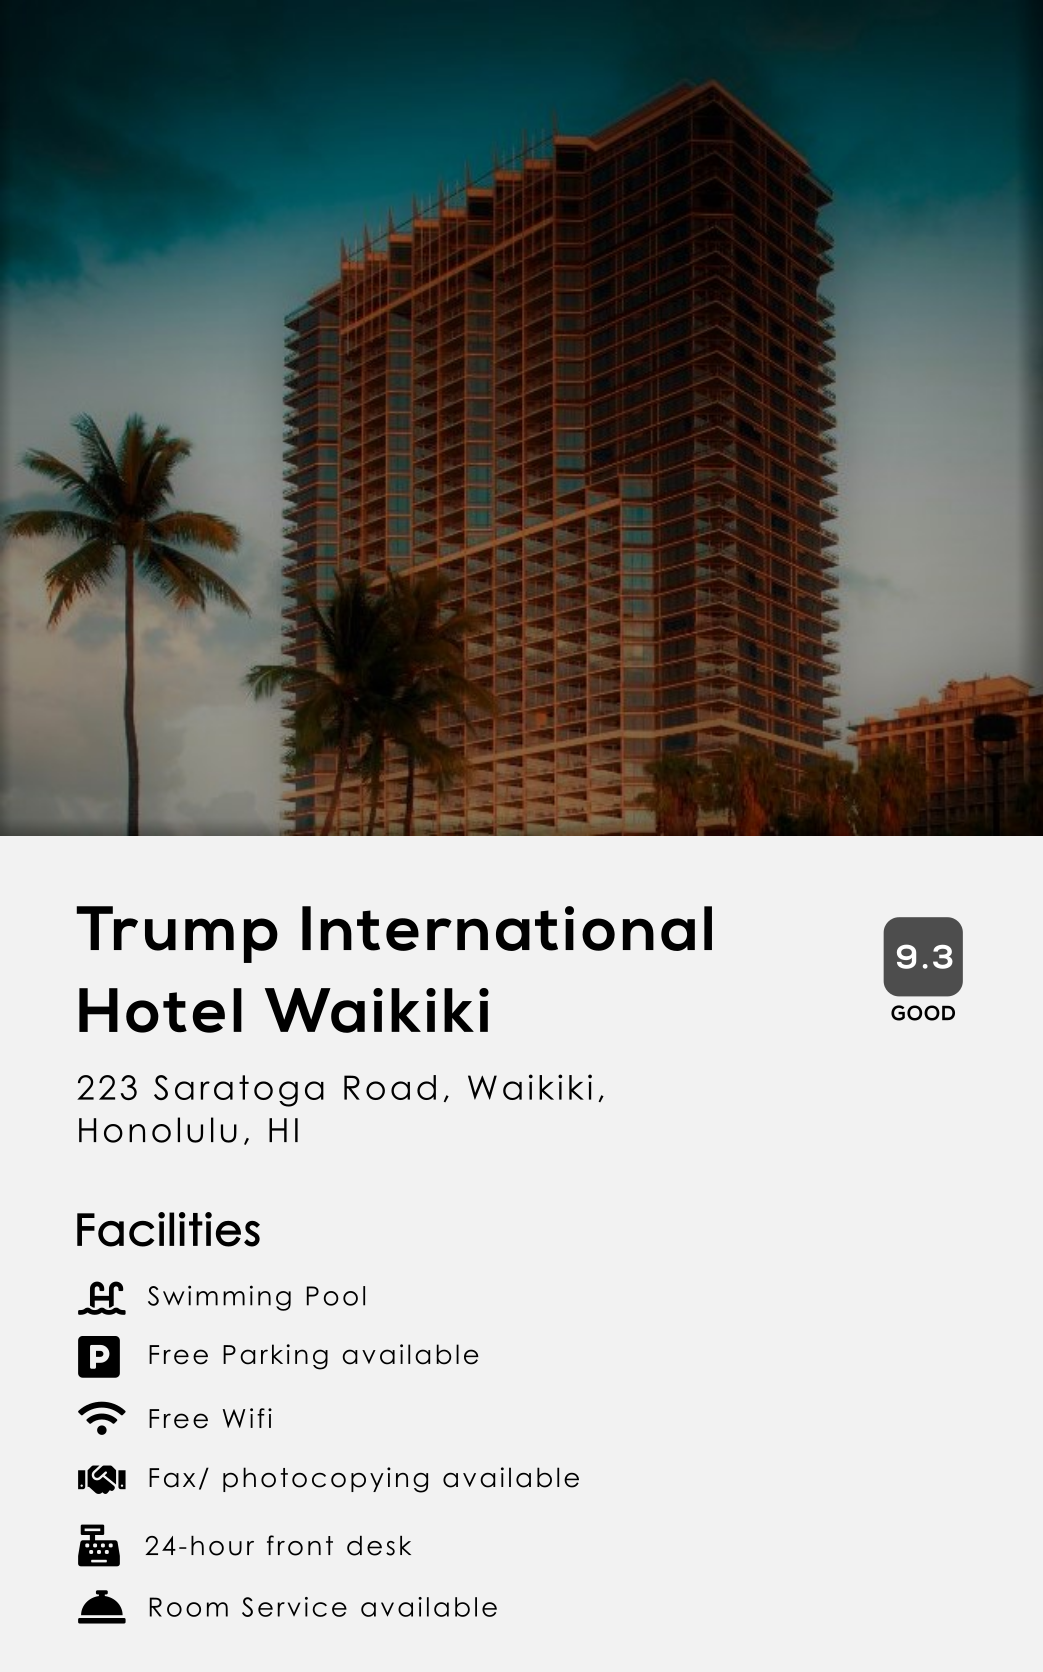 Trump International
Hotel Waikiki
9.3
GOOD
223 Saratoga Road, Waikiki,
Honolulu, HI
Facilities
Swimming Pool
P
Free Parking available
Free Wifi
Fax/ photocopying available
24-hour front desk
Room Service available